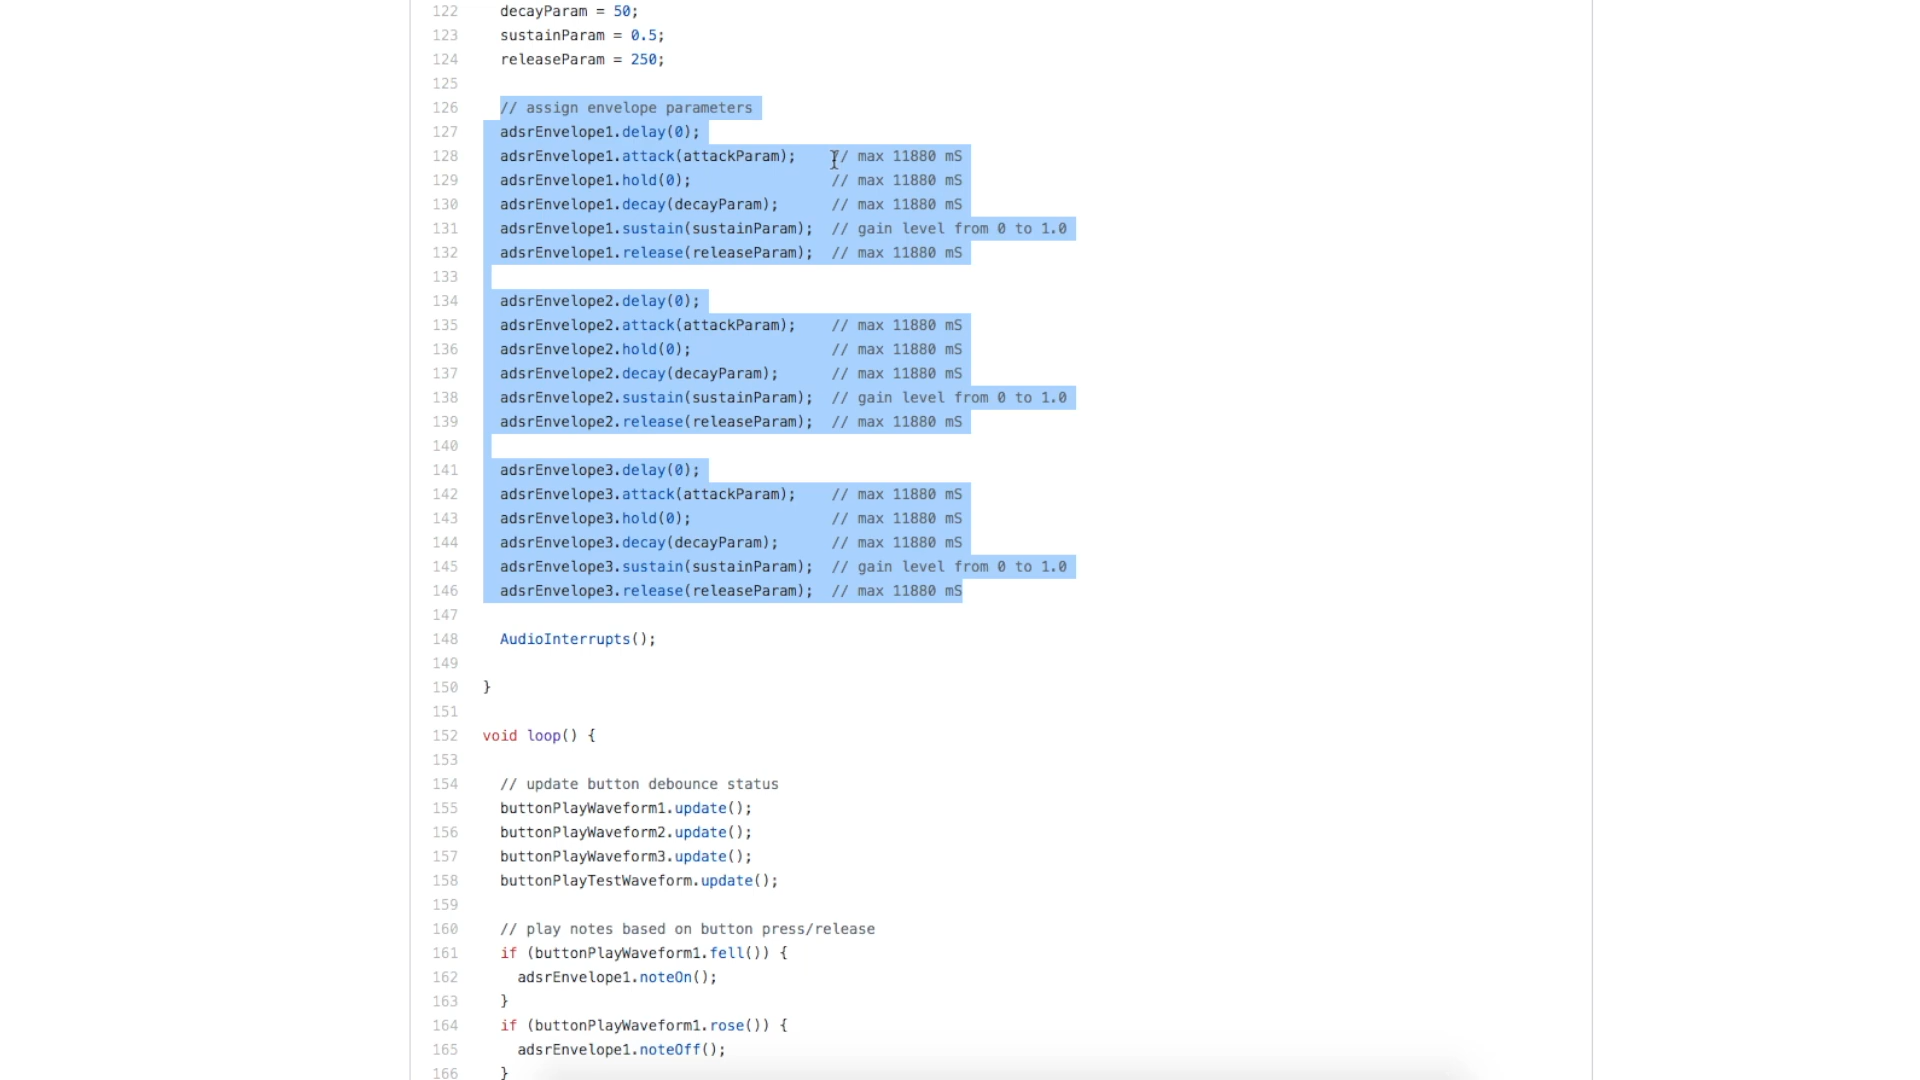 122 decayParam = 50;
123 sustainParam = 0.5;
124 releaseParam = 250;
125
126 // assign envelope parameters
127 adsrEnvelope1.delay(0);
128 adsrEnvelope1.attack(attackParam); // max 11880 mS
129 adsrEnvelope1.hold(0); // max 11880 mS
130 adsrEnvelope1.decay(decayParam); // max 11880 mS
131 adsrEnvelope1.sustain(sustainParam); // gain level from 0 to 1.0
132 adsrEnvelope1.release(releaseParam); // max 11880 mS
133
134 adsrEnvelope2.delay(0);
135 adsrEnvelope2.attack(attackParam); // max 11880 mS
136 adsrEnvelope2.hold(0); // max 11880 mS
137 adsrEnvelope2.decay(decayParam); // max 11880 mS
138 adsrEnvelope2.sustain(sustainParam); // gain level from 0 to 1.0
139 adsrEnvelope2.release(releaseParam); // max 11880 mS
140
141 adsrEnvelope3.delay(0);
142 adsrEnvelope3.attack(attackParam); // max 11880 mS
143 adsrEnvelope3.hold(0); // max 11880 mS
144 adsrEnvelope3.decay(decayParam); // max 11880 mS
145 adsrEnvelope3.sustain(sustainParam); // gain level from 0 to 1.0
146 adsrEnvelope3.release(releaseParam); // max 11880 mS
147
148 AudioInterrupts();
149
150 }
151
152 void loop() {
153
154 // update button debounce status
155 buttonPlayWaveform1.update();
156 buttonPlayWaveform2.update();
157 buttonPlayWaveform3.update();
158 buttonPlayTestWaveform.update();
159
160 // play notes based on button press/release
161 if (buttonPlayWaveform1.fell()) {
162 adsrEnvelope1.noteOn();
163 }
164 if (buttonPlayWaveform1.rose()) {
165 adsrEnvelope1.noteOff();
166 }